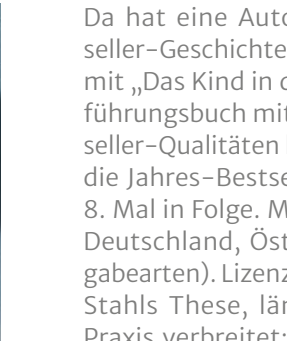 Da hat eine Auto
seller-Geschichte
mit „Das Kind in d
führungsbuch mit
seller-Qualitäten
die Jahres-Bestse
8. Mal in Folge. M
Deutschland, Öst
gabearten). Lizenz
Stahls These, län
Praxis verbreitet: